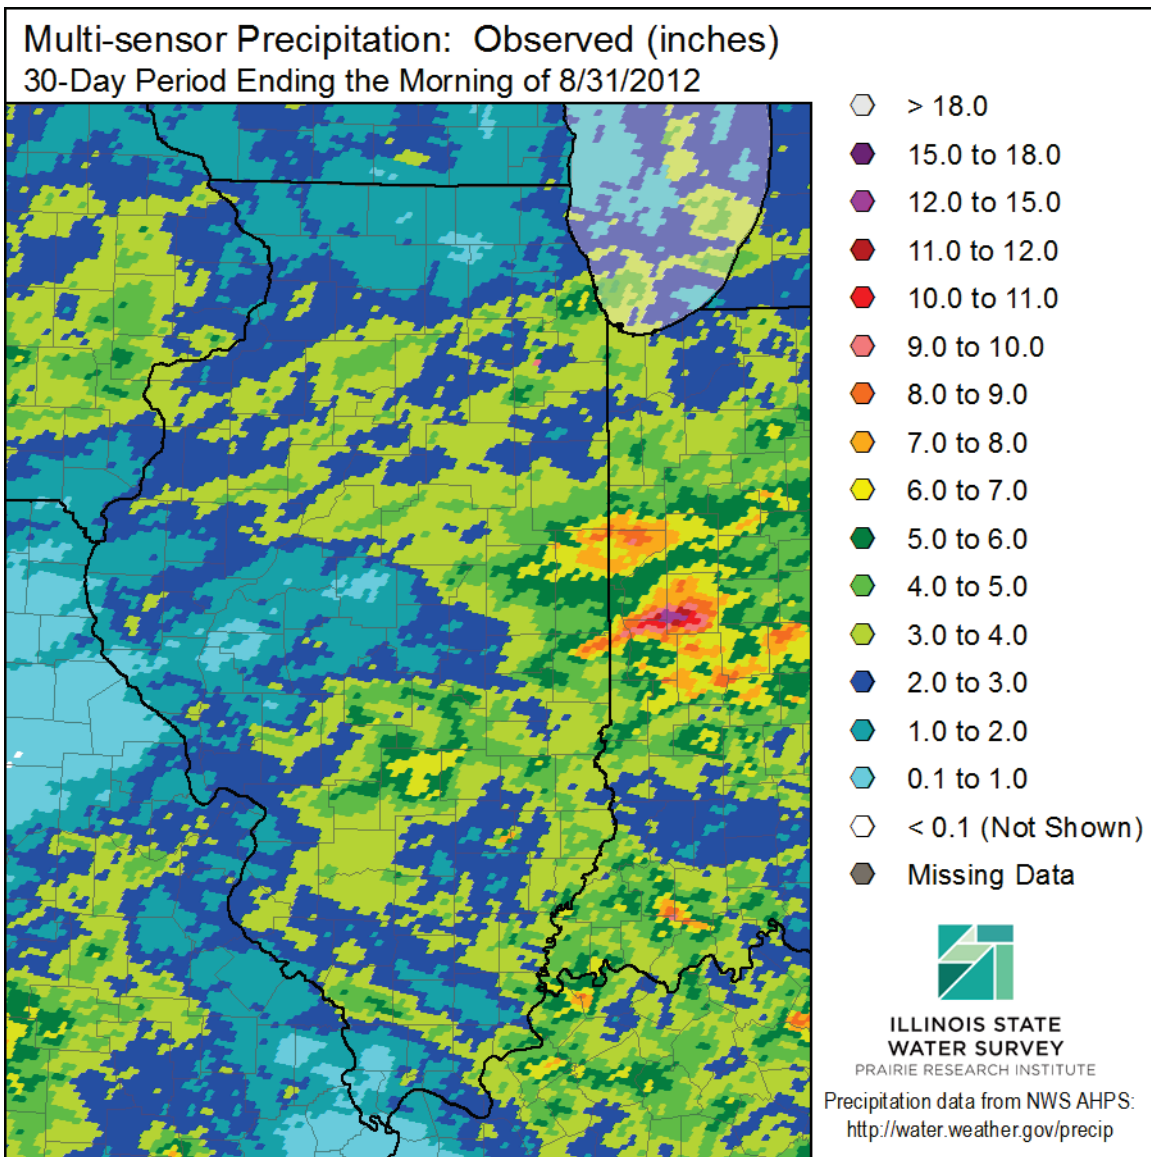 Multi-sensor Precipitation: Observed (inches)
30-Day Period Ending the Morning of 8/31/2012
> 18.0
15.0 to 18.0
12.0 to 15.0
11.0 to 12.0
10.0 to 11.0
9.0 to 10.0
8.0 to 9.0
7.0 to 8.0
6.0 to 7.0
5.0 to 6.0
4.0 to 5.0
3.0 to 4.0
2.0 to 3.0
1.0 to 2.0
0.1 to 1.0
< 0.1 (Not Shown)
Missing Data
ILLINOIS STATE
WATER SURVEY
PRAIRIE RESEARCH INSTITUTE
Precipitation data from NWS AHPS:
http://water.weather.gov/precip